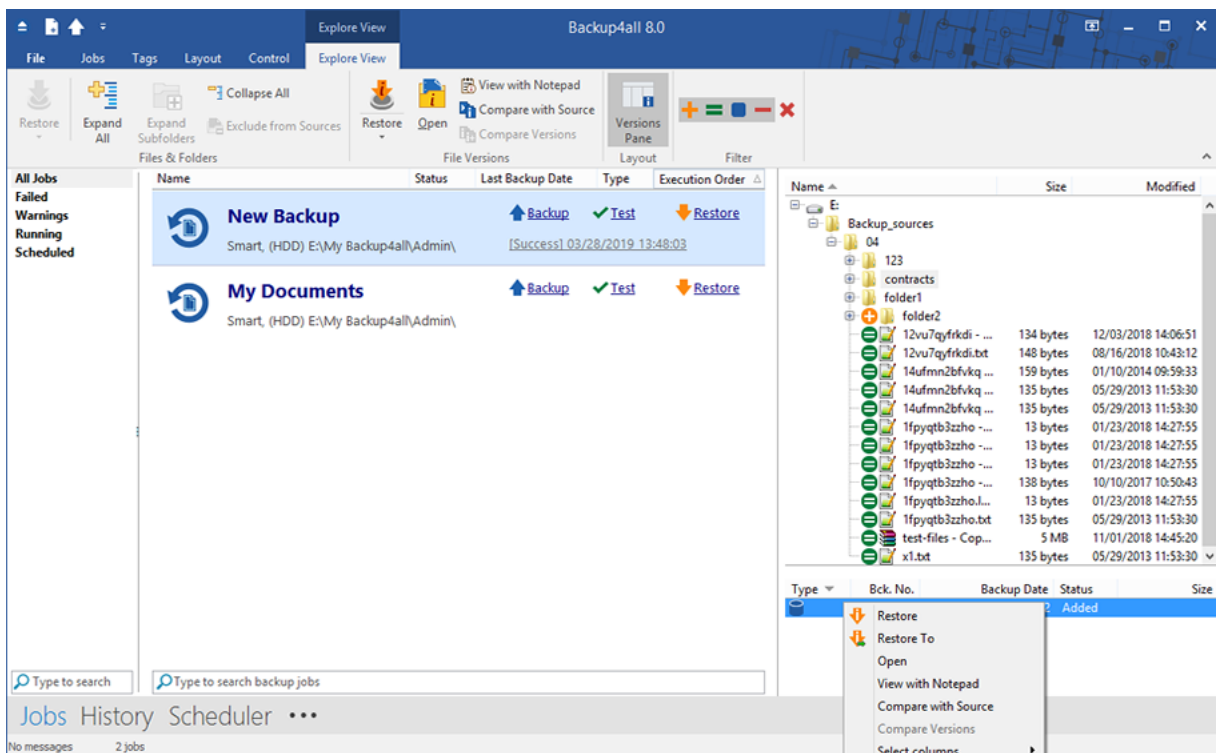 Explore View
Backup4all 8.0
File Jobs Tags Layout Control Explore View
Restore
Expand All
Expand Subfolders
Collapse All
Exclude from Sources
Files & Folders
Restore
Open
View with Notepad
Compare with Source
Compare Versions
File Versions
Versions Pane
Layout
Filter
All Jobs
Failed
Warnings
Running
Scheduled
Name Status Last Backup Date Type Execution Order
New Backup Backup Test Restore
Smart, (HDD) E:\My Backup4all\Admin\ [Success] 03/28/2019 13:48:03
My Documents Backup Test Restore
Smart, (HDD) E:\My Backup4all\Admin\
Name Size Modified
E:
Backup_sources
04
123
contracts
folder1
folder2
12vu7qyfrkdi - ... 134 bytes 12/03/2018 14:06:51
12vu7qyfrkdi.txt 148 bytes 08/16/2018 10:43:12
14ufmn2bfvkq ... 159 bytes 01/10/2014 09:59:33
14ufmn2bfvkq ... 135 bytes 05/29/2013 11:53:30
14ufmn2bfvkq ... 135 bytes 05/29/2013 11:53:30
1fpyqtb3zzho -... 13 bytes 01/23/2018 14:27:55
1fpyqtb3zzho -... 13 bytes 01/23/2018 14:27:55
1fpyqtb3zzho -... 13 bytes 01/23/2018 14:27:55
1fpyqtb3zzho -... 138 bytes 10/10/2017 10:50:43
1fpyqtb3zzho.l... 13 bytes 01/23/2018 14:27:55
1fpyqtb3zzho.txt 135 bytes 05/29/2013 11:53:30
test-files - Cop... 5 MB 11/01/2018 14:45:20
x1.txt 135 bytes 05/29/2013 11:53:30
Type Bck. No. Backup Date Status Size
2 Added
Restore
Restore To
Open
View with Notepad
Compare with Source
Compare Versions
Select columns
Type to search
Type to search backup jobs
Jobs History Scheduler •••
No messages 2 jobs